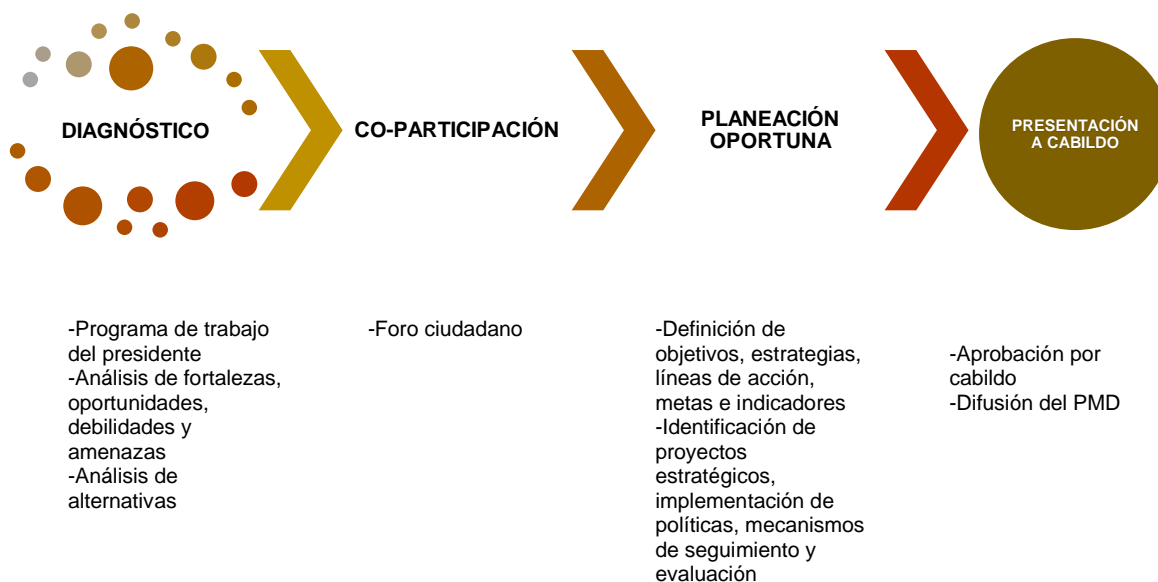 DIAGNÓSTICO
CO-PARTICIPACIÓN
PLANEACIÓN
OPORTUNA
PRESENTACIÓN
A CABILDO
-Programa de trabajo
del presidente
-Análisis de fortalezas,
oportunidades,
debilidades y
amenazas
-Análisis de
alternativas
-Foro ciudadano
-Definición de
objetivos, estrategias,
líneas de acción,
metas e indicadores
-Identificación de
proyectos
estratégicos,
implementación de
políticas, mecanismos
de seguimiento y
evaluación
-Aprobación por
cabildo
-Difusión del PMD